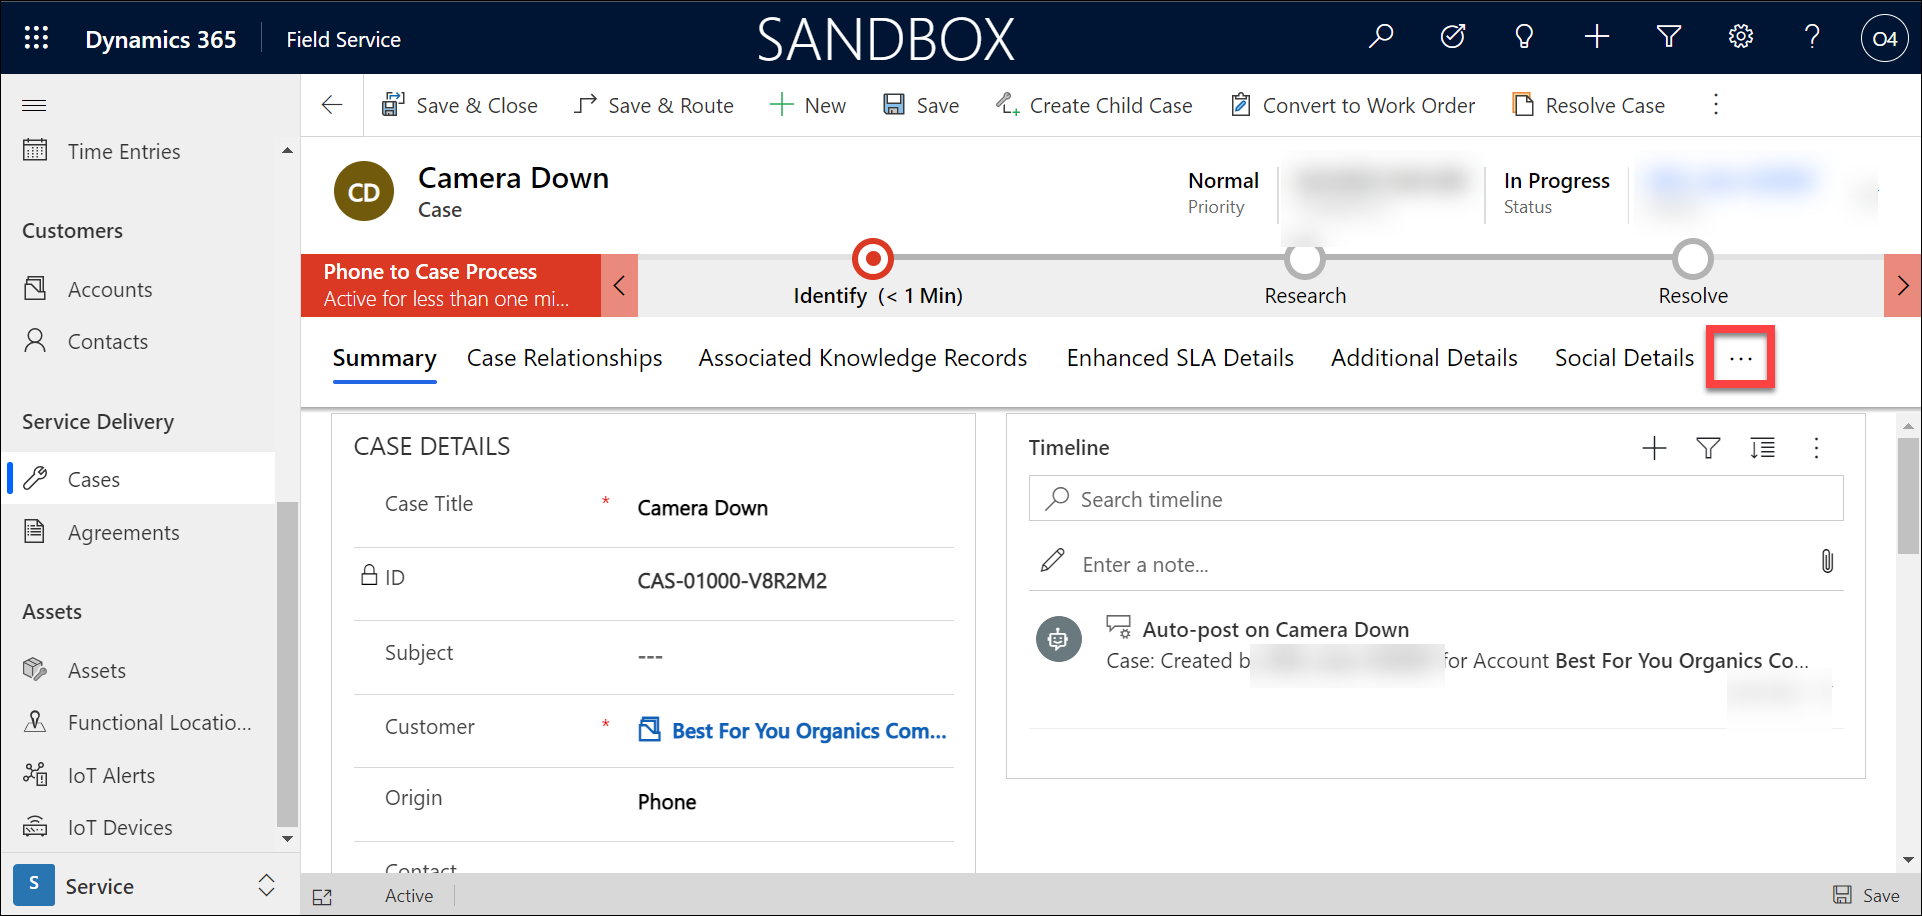 Dynamics 365
Field Service
SANDBOX
O4
Save & Close
Save & Route
New
Save
Create Child Case
Convert to Work Order
Resolve Case
Time Entries
Customers
Accounts
Contacts
Service Delivery
Cases
Agreements
Assets
Assets
Functional Locatio...
IoT Alerts
IoT Devices
S
Service
CD
Camera Down
Case
Normal
Priority
In Progress
Status
Phone to Case Process
Active for less than one mi...
Identify (< 1 Min)
Research
Resolve
Summary
Case Relationships
Associated Knowledge Records
Enhanced SLA Details
Additional Details
Social Details
...
CASE DETAILS
Case Title
*
Camera Down
ID
CAS-01000-V8R2M2
Subject
---
Customer
*
Best For You Organics Com...
Origin
Phone
Contact
Timeline
Search timeline
Enter a note...
Auto-post on Camera Down
Case: Created b for Account Best For You Organics Co...
Active
Save